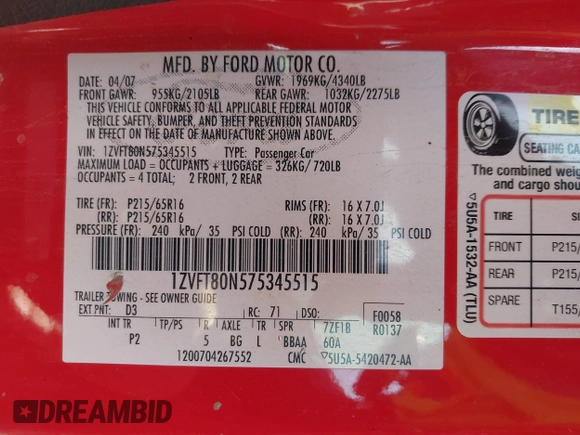 MFD. BY FORD MOTOR CO.
DATE: 04/07 GVWR: 1969KG/4340LB
FRONT GAWR: 955KG/2105LB REAR GAWR: 1032KG/2275LB
THIS VEHICLE CONFORMS TO ALL APPLICABLE FEDERAL MOTOR
VEHICLE SAFETY, BUMPER, AND THEFT PREVENTION STANDARDS
IN EFFECT ON THE DATE OF MANUFACTURE SHOWN ABOVE.
VIN: 1ZVFT80N575345515 TYPE: Passenger Car
MAXIMUM LOAD = OCCUPANTS + LUGGAGE = 326KG/ 720LB
OCCUPANTS = 4 TOTAL; 2 FRONT, 2 REAR
TIRE (FR): P215/65R16 RIMS (FR): 16 X 7.0J
(RR): P215/65R16 (RR): 16 X 7.0J
PRESSURE (FR): 240 kPa/ 35 PSI COLD (RR): 240 kPa/ 35 PSI COLD
1ZVFT80N575345515
TRAILER TOWING - SEE OWNER GUIDE
EXT PNT: D3 RC: 71 DSO: F0058
INT TR TP/PS R AXLE TR SPR 7ZF1B R0137
P2 5 BG L BBAA 60A
1200704267552 CMC 5U5A-5420472-AA
5U5A-1532-AA (TLU)
TIRE
SEATING CA
The combined weig
and cargo shou
TIRE SI
FRONT P215/
REAR P215/
SPARE T155/
DREAMBID